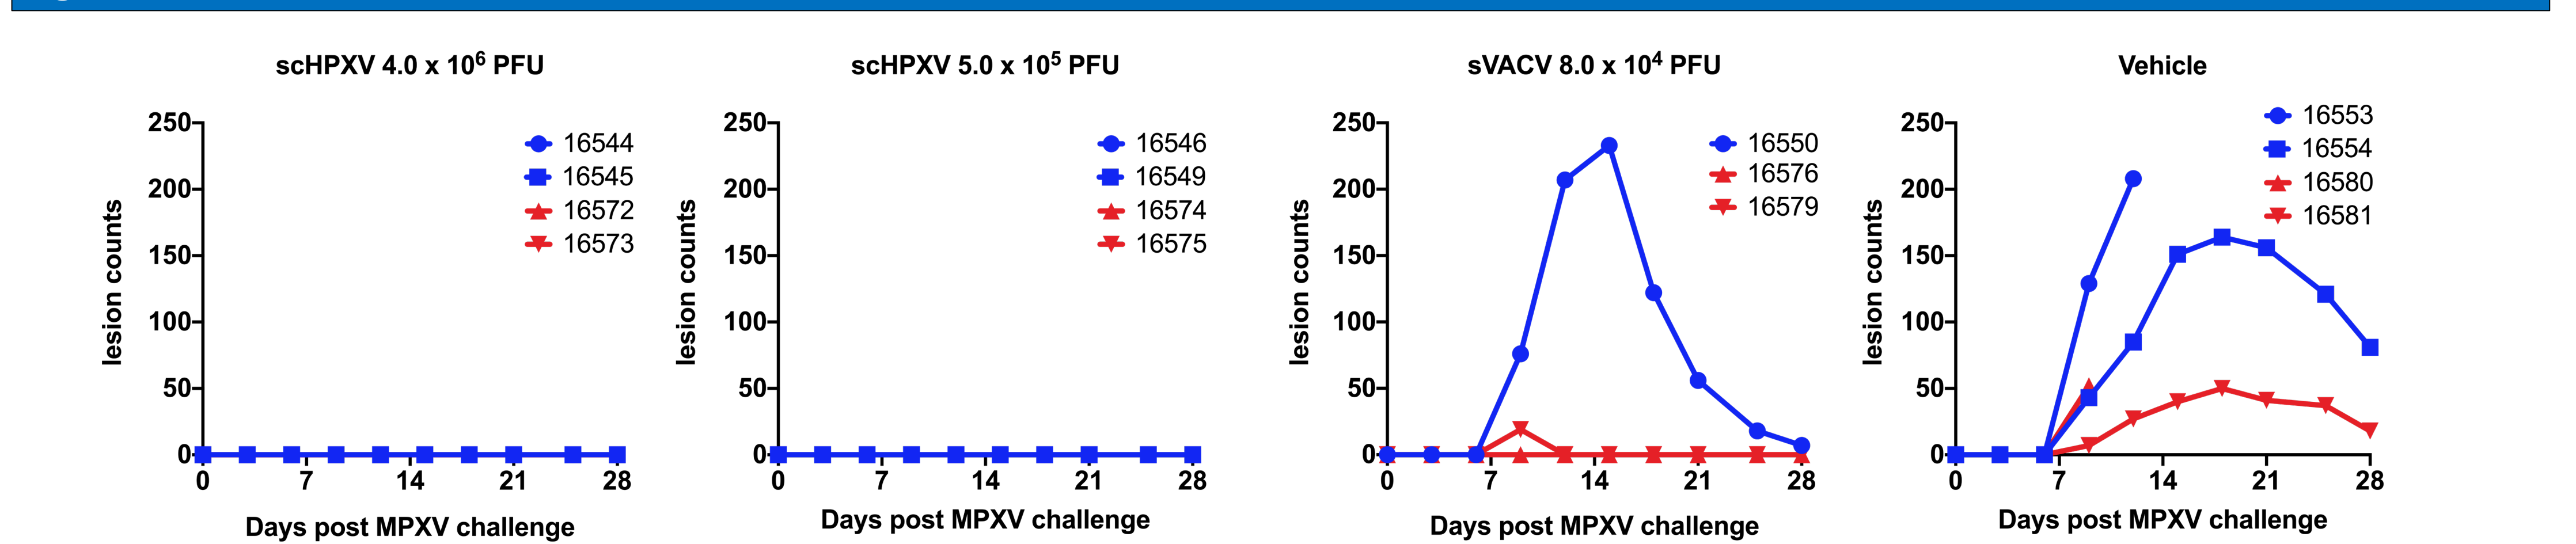 scHPXV 4.0 x 10⁶ PFU
250
200
150
100
50
0
lesion counts
16544
16545
16572
16573
0 7 14 21 28
Days post MPXV challenge
scHPXV 5.0 x 10⁵ PFU
250
200
150
100
50
0
lesion counts
16546
16549
16574
16575
0 7 14 21 28
Days post MPXV challenge
sVACV 8.0 x 10⁴ PFU
250
200
150
100
50
0
lesion counts
16550
16576
16579
0 7 14 21 28
Days post MPXV challenge
Vehicle
250
200
150
100
50
0
lesion counts
16553
16554
16580
16581
0 7 14 21 28
Days post MPXV challenge